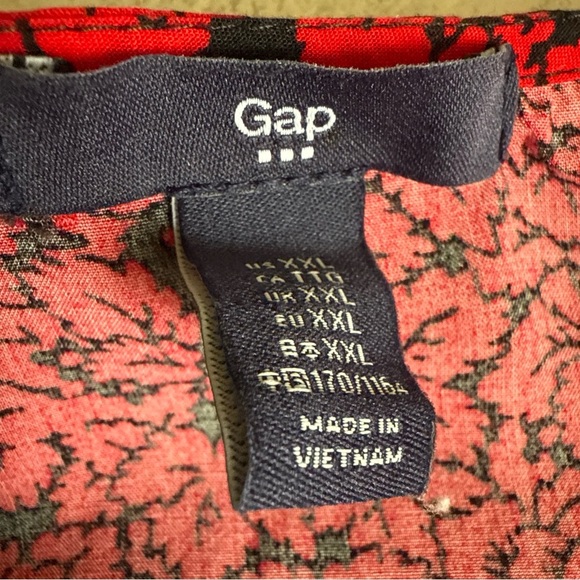 Gap
US XXL
CA TTG
UK XXL
EU XXL
日本 XXL
中国 170/116A
MADE IN
VIETNAM